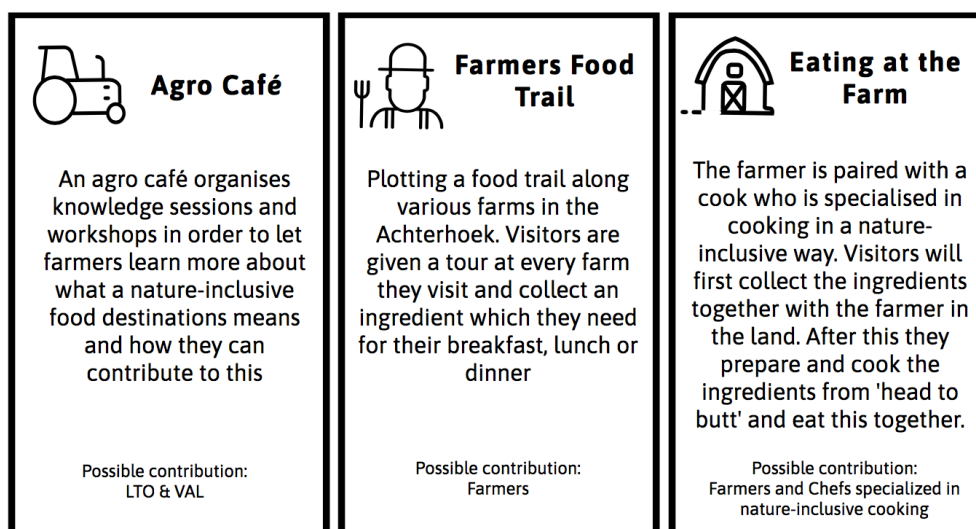 Agro Café
An agro café organises
knowledge sessions and
workshops in order to let
farmers learn more about
what a nature-inclusive
food destinations means
and how they can
contribute to this
Possible contribution:
LTO & VAL
Farmers Food
Trail
Plotting a food trail along
various farms in the
Achterhoek. Visitors are
given a tour at every farm
they visit and collect an
ingredient which they need
for their breakfast, lunch or
dinner
Possible contribution:
Farmers
Eating at the
Farm
The farmer is paired with a
cook who is specialised in
cooking in a nature-
inclusive way. Visitors will
first collect the ingredients
together with the farmer in
the land. After this they
prepare and cook the
ingredients from 'head to
butt' and eat this together.
Possible contribution:
Farmers and Chefs specialized in
nature-inclusive cooking